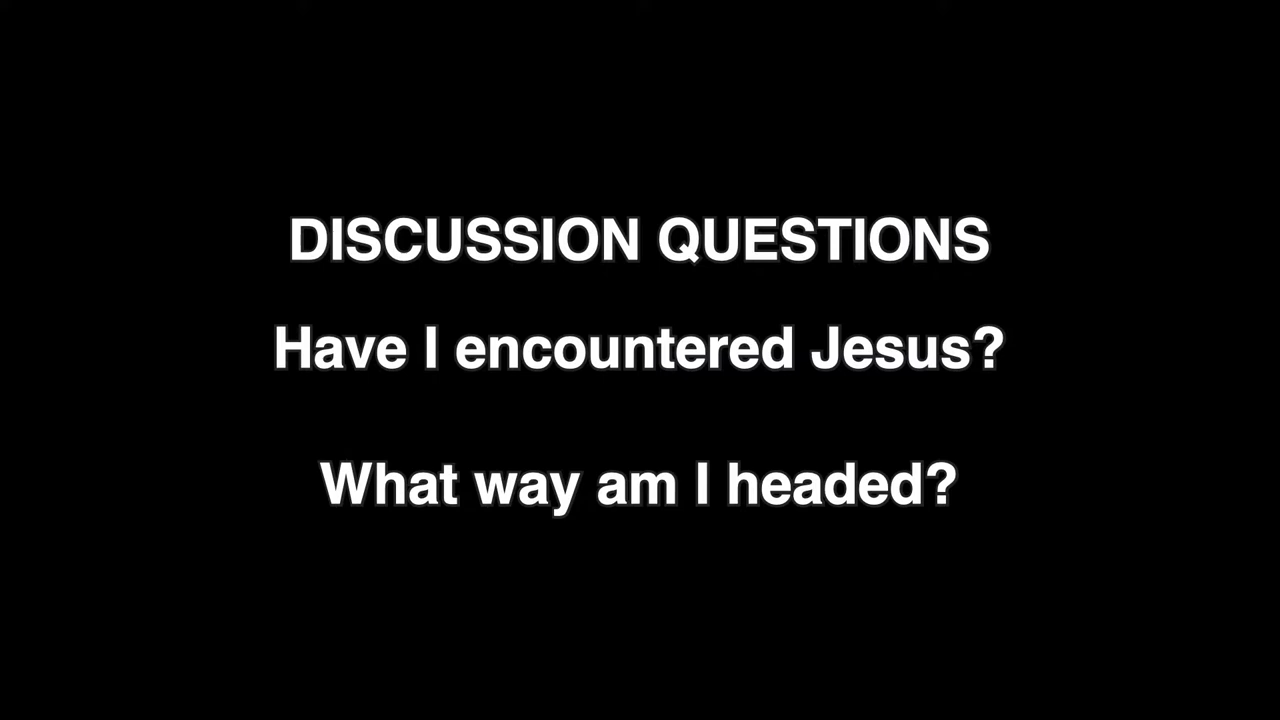 DISCUSSION QUESTIONS
Have I encountered Jesus?
What way am I headed?